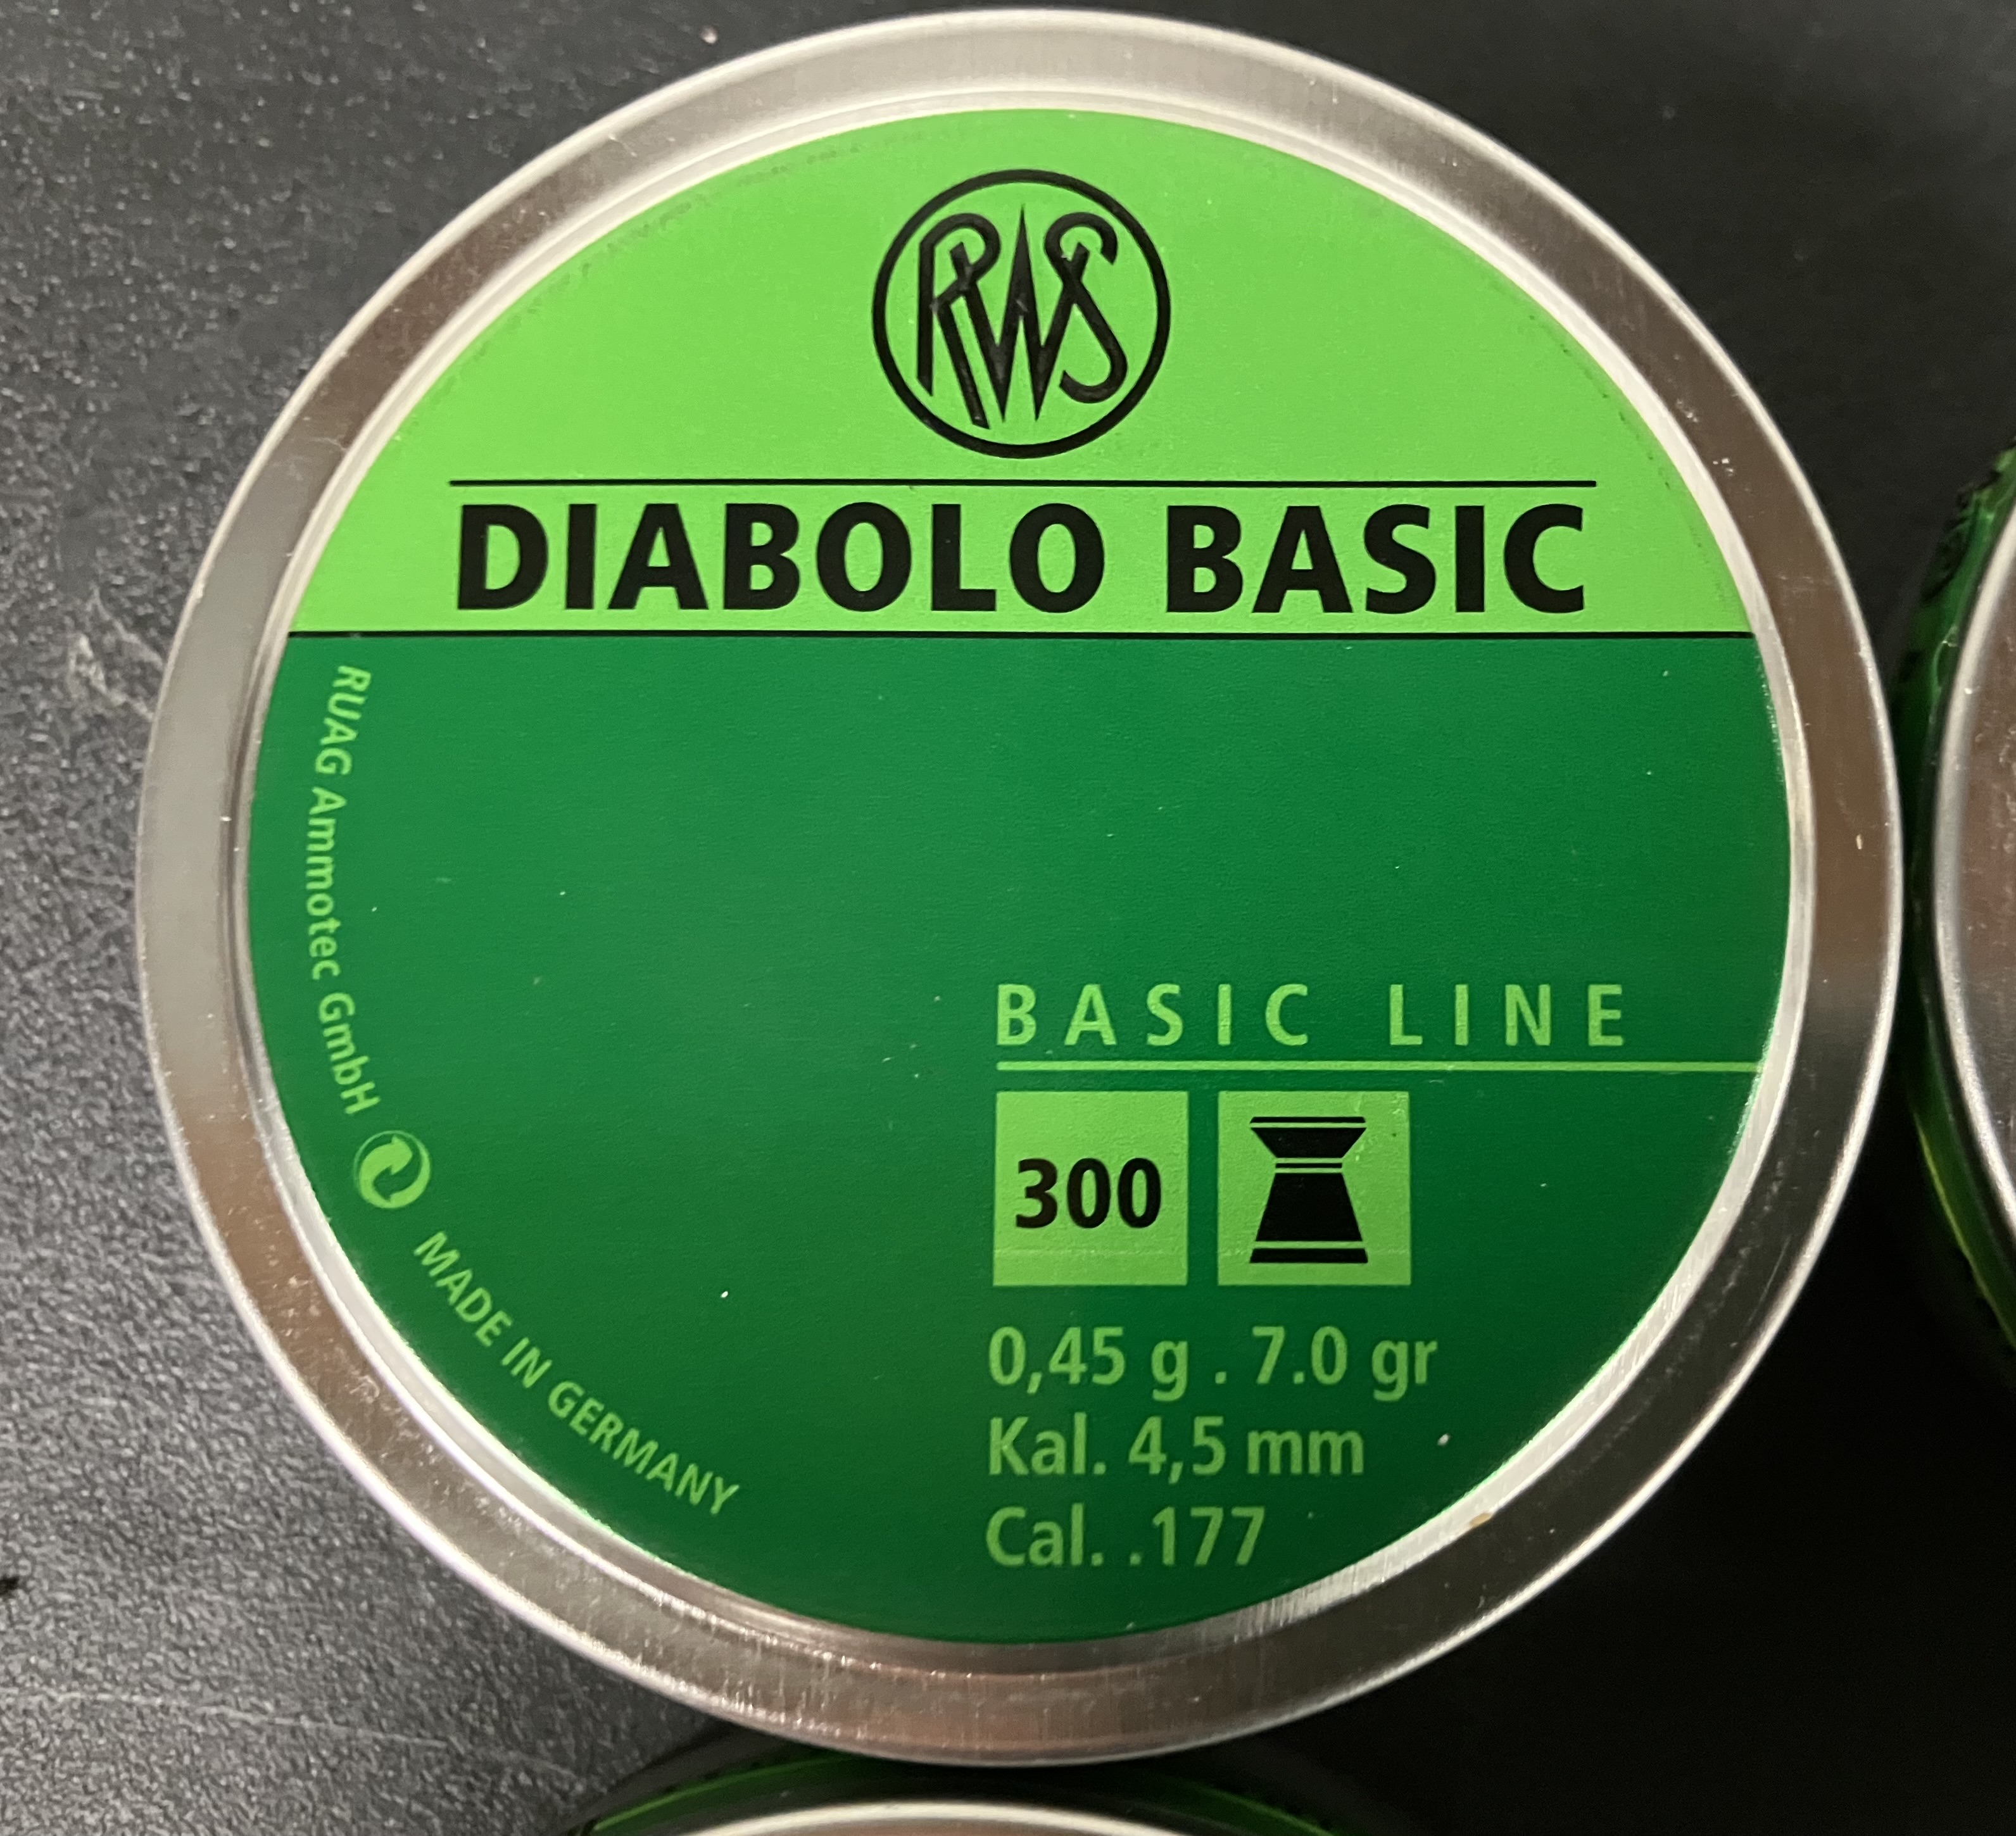 RWS
DIABOLO BASIC
RUAG Ammotec GmbH
MADE IN GERMANY
BASIC LINE
300
0,45 g . 7.0 gr
Kal. 4,5 mm
Cal. .177